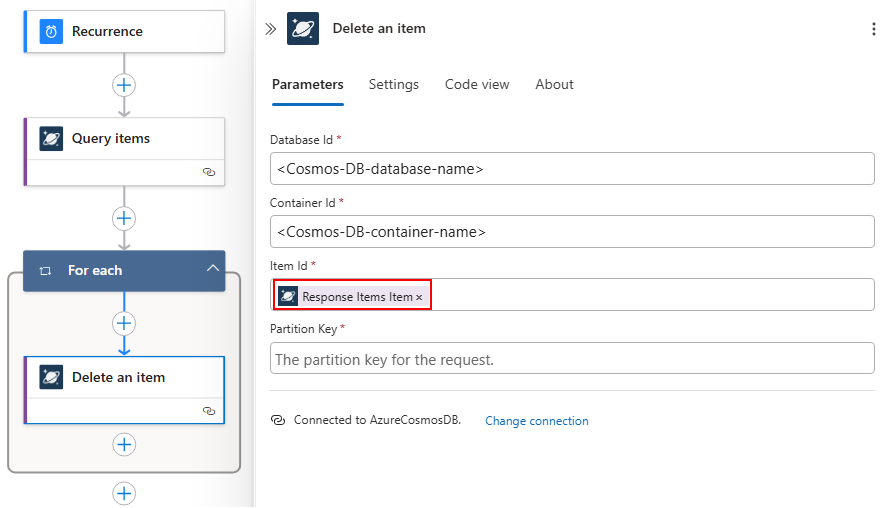 Recurrence
Query items
For each
Delete an item
Delete an item
Parameters Settings Code view About
Database Id *
<Cosmos-DB-database-name>
Container Id *
<Cosmos-DB-container-name>
Item Id *
Response Items Item ×
Partition Key *
The partition key for the request.
Connected to AzureCosmosDB. Change connection